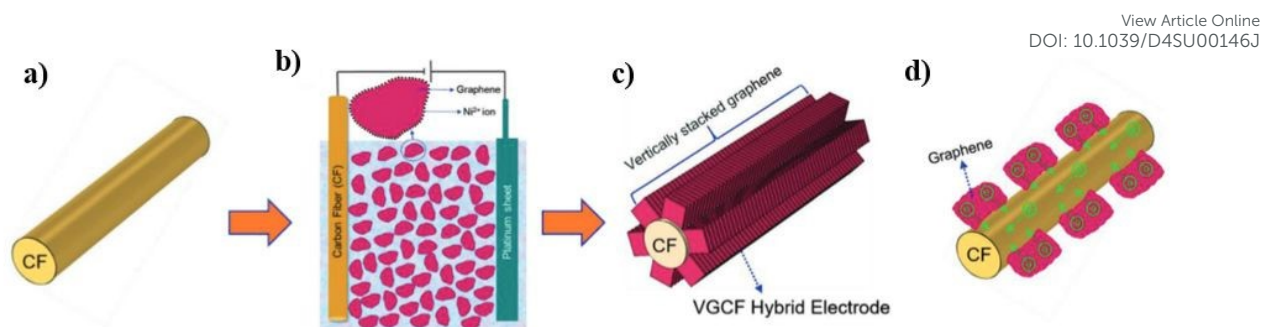 View Article Online
DOI: 10.1039/D4SU00146J
a)
CF
b)
Graphene
Ni²⁺ ion
Carbon Fiber (CF)
Platinum sheet
c)
Vertically stacked graphene
CF
VGCF Hybrid Electrode
d)
Graphene
CF